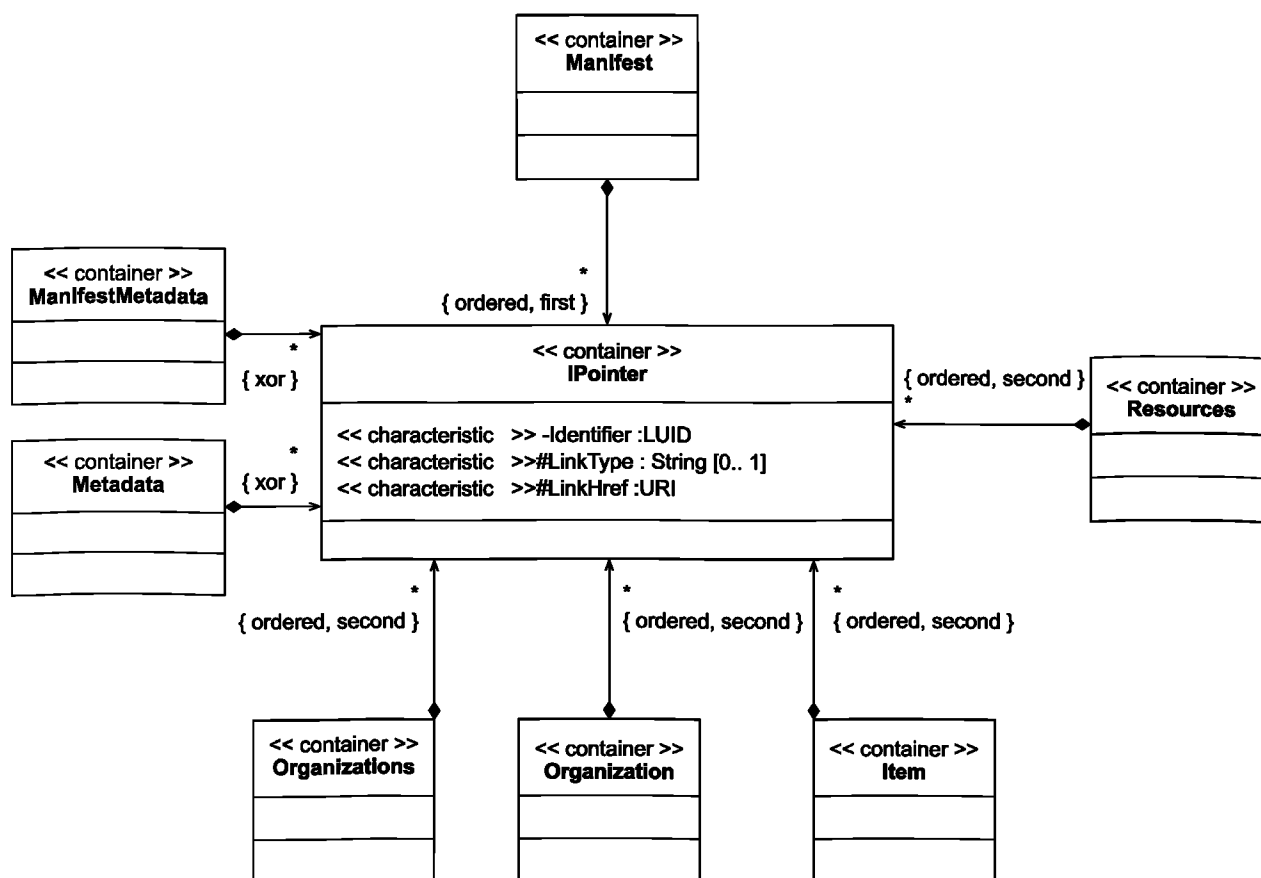 << container >>
Manifest
*
{ ordered, first }
<< container >>
ManifestMetadata
*
{ xor }
<< container >>
IPointer
<< characteristic >> -Identifier :LUID
<< characteristic >>#LinkType : String [0.. 1]
<< characteristic >>#LinkHref :URI
{ ordered, second }
*
<< container >>
Resources
<< container >>
Metadata
*
{ xor }
*
{ ordered, second }
*
{ ordered, second }
*
{ ordered, second }
<< container >>
Organizations
<< container >>
Organization
<< container >>
Item